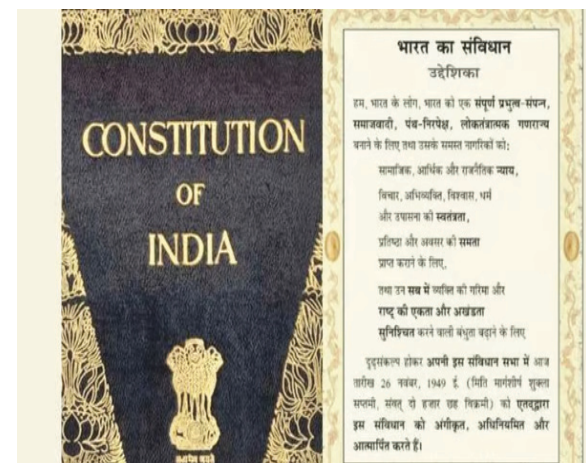 CONSTITUTION
OF
INDIA
सत्यमेव जयते
भारत का संविधान
उद्देशिका
हम, भारत के लोग, भारत को एक संपूर्ण प्रभुत्व-संपन्न,
समाजवादी, पंथ-निरपेक्ष, लोकतंत्रात्मक गणराज्य
बनाने के लिए तथा उसके समस्त नागरिकों को:
सामाजिक, आर्थिक और राजनैतिक न्याय,
विचार, अभिव्यक्ति, विश्वास, धर्म
और उपासना की स्वतंत्रता,
प्रतिष्ठा और अवसर की समता
प्राप्त कराने के लिए,
तथा उन सब में व्यक्ति की गरिमा और
राष्ट्र की एकता और अखंडता
सुनिश्चित करने वाली बंधुता बढ़ाने के लिए
दृढ़संकल्प होकर अपनी इस संविधान सभा में आज
तारीख 26 नवंबर, 1949 ई. (मिति मार्गशीर्ष शुक्ला
सप्तमी, संवत् दो हजार छह विक्रमी) को एतद्द्वारा
इस संविधान को अंगीकृत, अधिनियमित और
आत्मार्पित करते हैं।